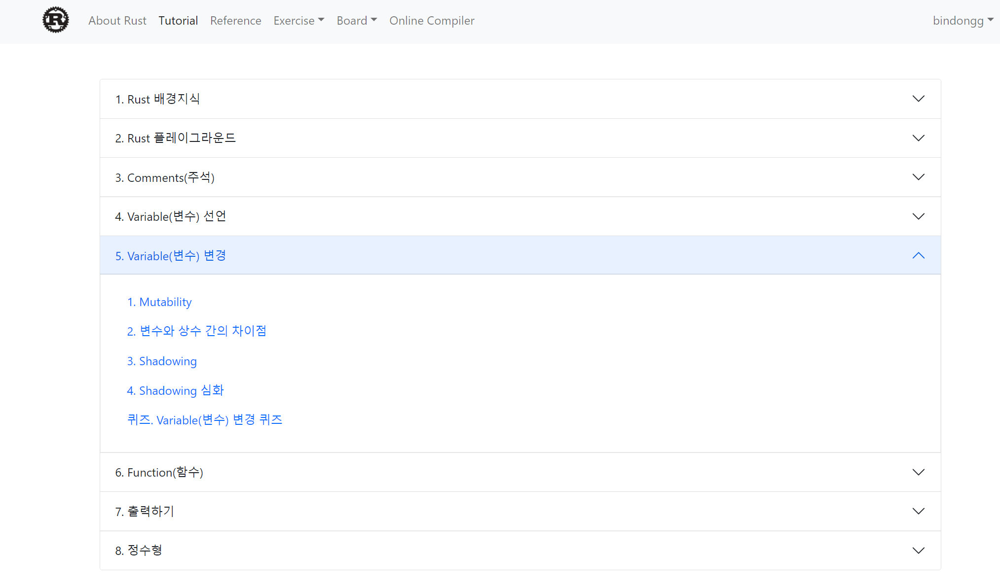 R About Rust Tutorial Reference Exercise Board Online Compiler bindongg
1. Rust 배경지식
2. Rust 플레이그라운드
3. Comments(주석)
4. Variable(변수) 선언
5. Variable(변수) 변경
1. Mutability
2. 변수와 상수 간의 차이점
3. Shadowing
4. Shadowing 심화
퀴즈. Variable(변수) 변경 퀴즈
6. Function(함수)
7. 출력하기
8. 정수형